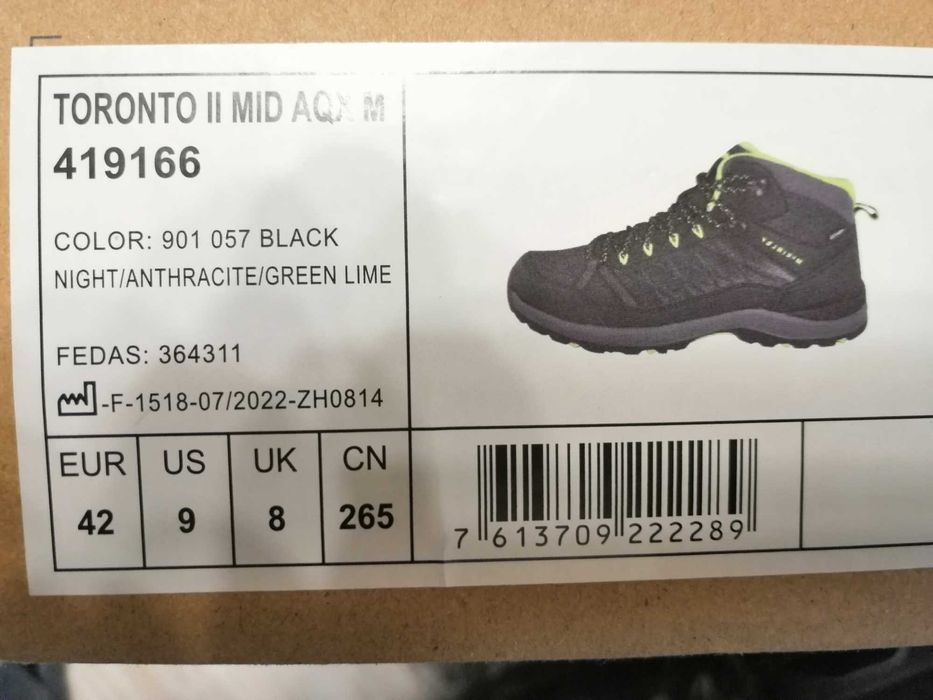 TORONTO II MID AQX M
419166
COLOR: 901 057 BLACK
NIGHT/ANTHRACITE/GREEN LIME
FEDAS: 364311
-F-1518-07/2022-ZH0814
EUR US UK CN
42 9 8 265
7 613709 222289